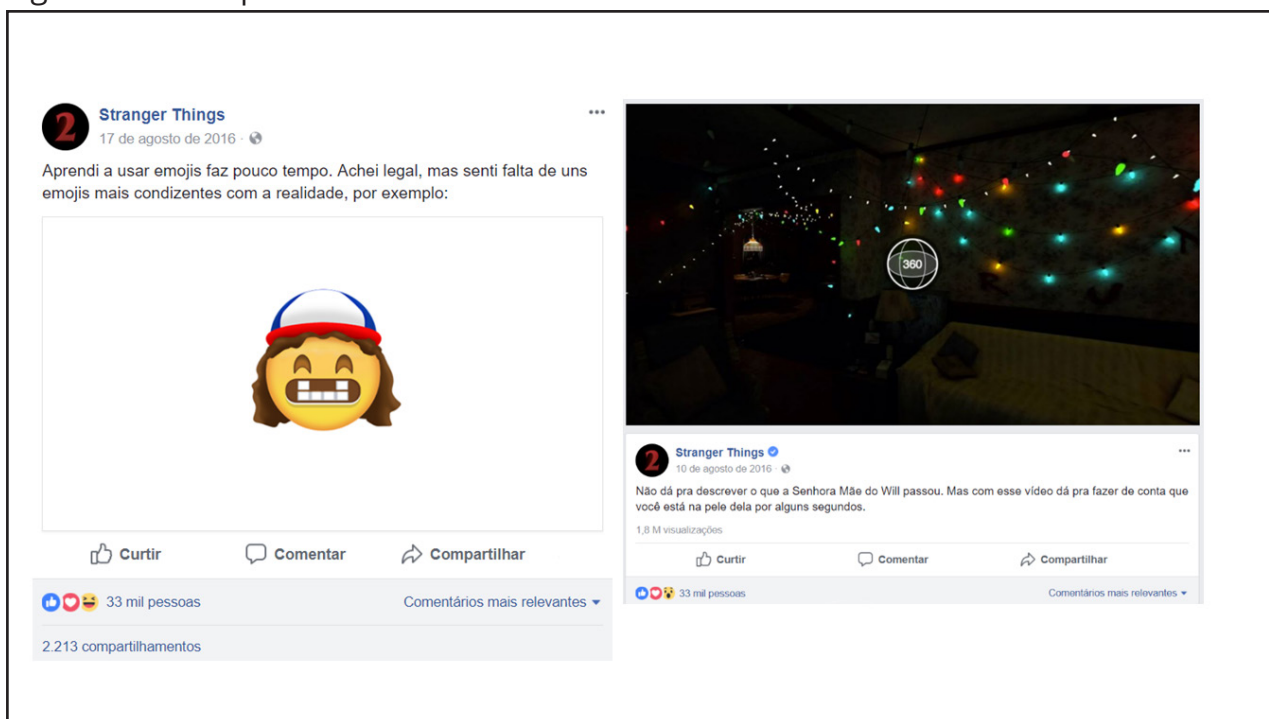 2
Stranger Things
17 de agosto de 2016
Aprendi a usar emojis faz pouco tempo. Achei legal, mas senti falta de uns
emojis mais condizentes com a realidade, por exemplo:
Curtir Comentar Compartilhar
33 mil pessoas Comentários mais relevantes
2.213 compartilhamentos
360
R U
2
Stranger Things
10 de agosto de 2016
Não dá pra descrever o que a Senhora Mãe do Will passou. Mas com esse vídeo dá pra fazer de conta que
você está na pele dela por alguns segundos.
1,8 M visualizações
Curtir Comentar Compartilhar
33 mil pessoas Comentários mais relevantes